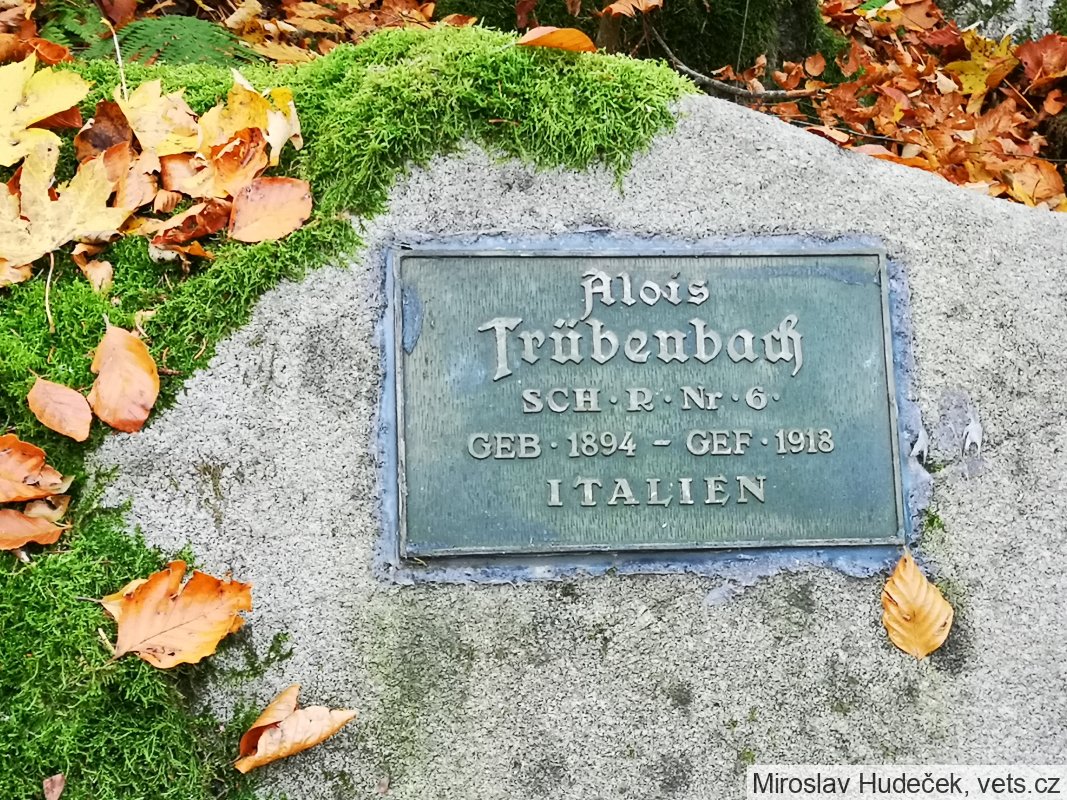 Alois
Trübenbach
SCH · R · Nr · 6 ·
GEB · 1894 – GEF · 1918
ITALIEN
Miroslav Hudeček, vets.cz